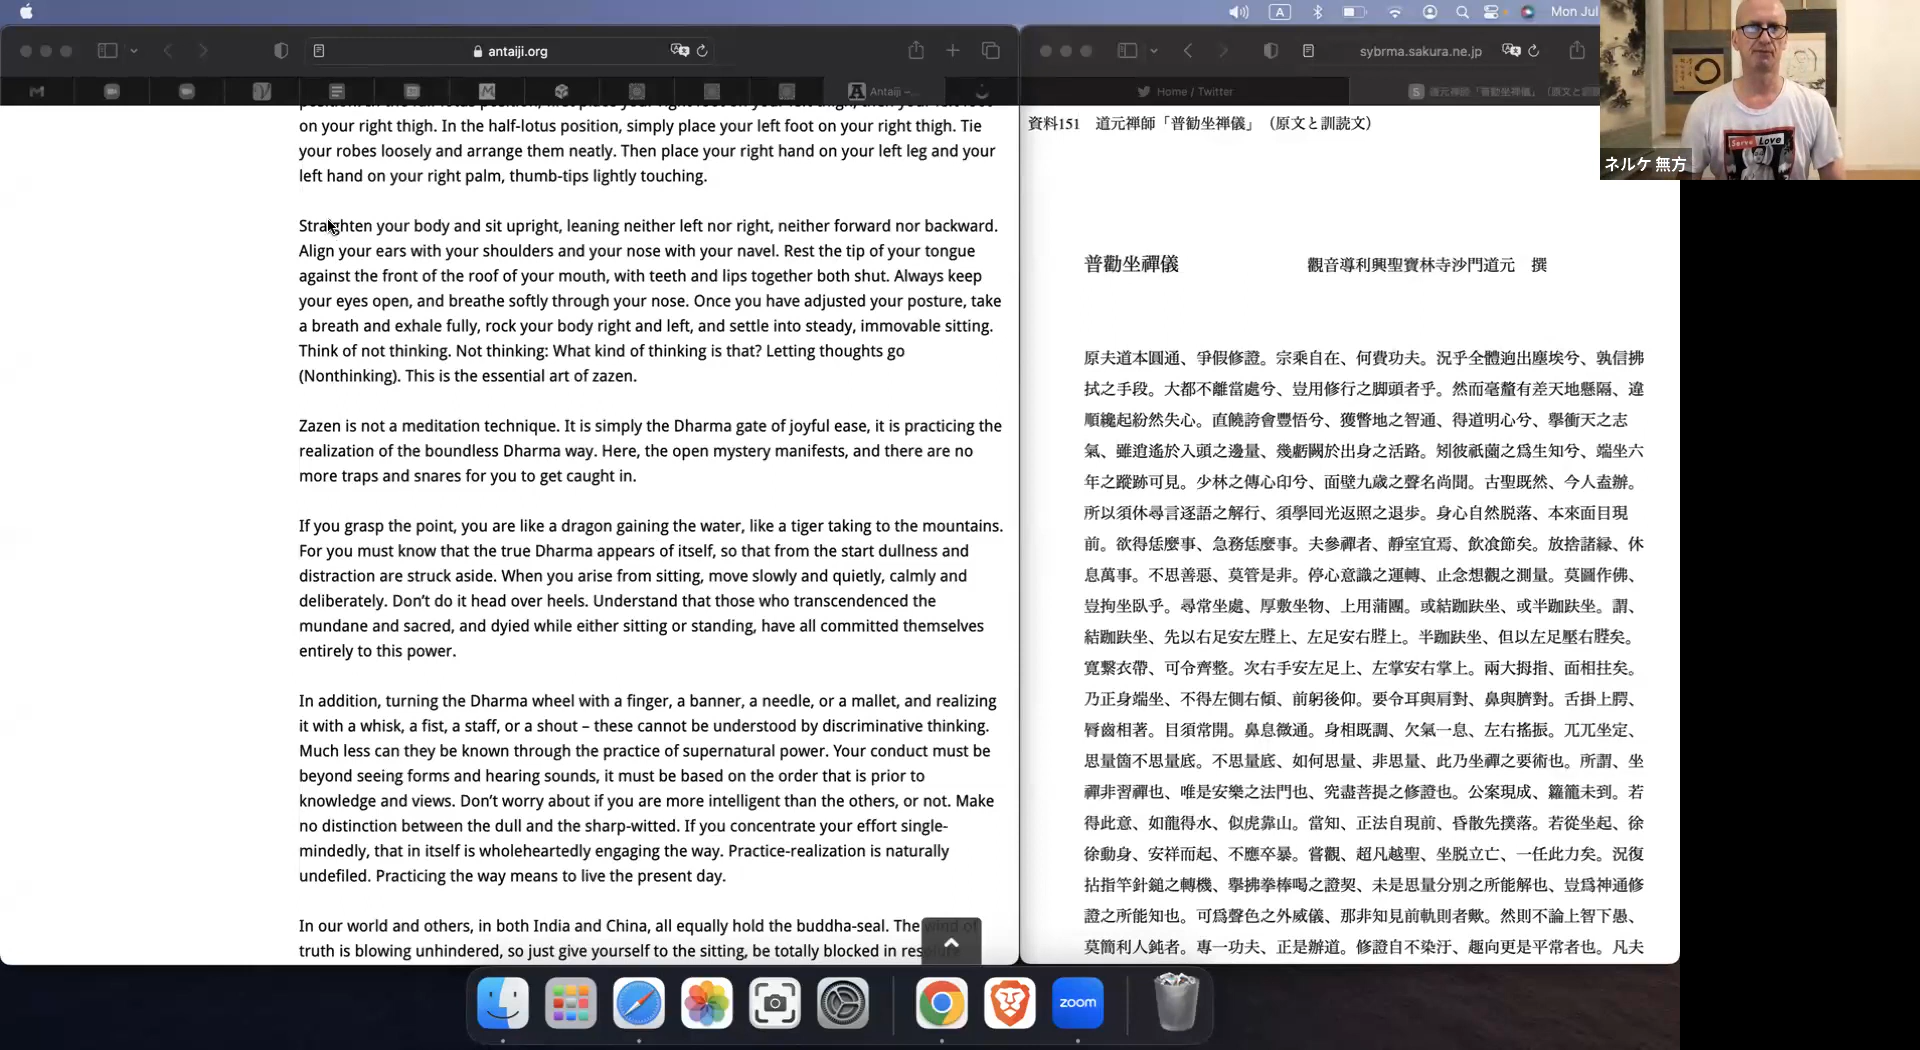 Mon Jul
antaiji.org
Antaiji –...
sybrma.sakura.ne.jp
Home / Twitter
on your right thigh. In the half-lotus position, simply place your left foot on your right thigh. Tie
your robes loosely and arrange them neatly. Then place your right hand on your left leg and your
left hand on your right palm, thumb-tips lightly touching.
Straighten your body and sit upright, leaning neither left nor right, neither forward nor backward.
Align your ears with your shoulders and your nose with your navel. Rest the tip of your tongue
against the front of the roof of your mouth, with teeth and lips together both shut. Always keep
your eyes open, and breathe softly through your nose. Once you have adjusted your posture, take
a breath and exhale fully, rock your body right and left, and settle into steady, immovable sitting.
Think of not thinking. Not thinking: What kind of thinking is that? Letting thoughts go
(Nonthinking). This is the essential art of zazen.
Zazen is not a meditation technique. It is simply the Dharma gate of joyful ease, it is practicing the
realization of the boundless Dharma way. Here, the open mystery manifests, and there are no
more traps and snares for you to get caught in.
If you grasp the point, you are like a dragon gaining the water, like a tiger taking to the mountains.
For you must know that the true Dharma appears of itself, so that from the start dullness and
distraction are struck aside. When you arise from sitting, move slowly and quietly, calmly and
deliberately. Don’t do it head over heels. Understand that those who transcendenced the
mundane and sacred, and dyied while either sitting or standing, have all committed themselves
entirely to this power.
In addition, turning the Dharma wheel with a finger, a banner, a needle, or a mallet, and realizing
it with a whisk, a fist, a staff, or a shout – these cannot be understood by discriminative thinking.
Much less can they be known through the practice of supernatural power. Your conduct must be
beyond seeing forms and hearing sounds, it must be based on the order that is prior to
knowledge and views. Don’t worry about if you are more intelligent than the others, or not. Make
no distinction between the dull and the sharp-witted. If you concentrate your effort single-
mindedly, that in itself is wholeheartedly engaging the way. Practice-realization is naturally
undefiled. Practicing the way means to live the present day.
In our world and others, in both India and China, all equally hold the buddha-seal. The wind of
truth is blowing unhindered, so just give yourself to the sitting, be totally blocked in resolute
資料151 道元禅師「普勧坐禅儀」（原文と訓読文）
普勸坐禪儀 觀音導利興聖寶林寺沙門道元 撰
原夫道本圓通、爭假修證。宗乘自在、何費功夫。況乎全體迥出塵埃兮、孰信拂
拭之手段。大都不離當處兮、豈用修行之脚頭者乎。然而毫釐有差天地懸隔、違
順纔起紛然失心。直饒誇會豐悟兮、獲瞥地之智通、得道明心兮、擧衝天之志
氣、雖逍遙於入頭之邊量、幾虧闕於出身之活路。矧彼祇薗之爲生知兮、端坐六
年之蹤跡可見。少林之傳心印兮、面壁九歳之聲名尚聞。古聖既然、今人盍辦。
所以須休尋言逐語之解行、須學囘光返照之退歩。身心自然脱落、本來面目現
前。欲得恁麼事、急務恁麼事。夫參禪者、靜室宜焉、飮飡節矣。放捨諸縁、休
息萬事。不思善惡、莫管是非。停心意識之運轉、止念想觀之測量。莫圖作佛、
豈拘坐臥乎。尋常坐處、厚敷坐物、上用蒲團。或結跏趺坐、或半跏趺坐。謂、
結跏趺坐、先以右足安左䏶上、左足安右䏶上。半跏趺坐、但以左足壓右䏶矣。
寛繋衣帶、可令齊整。次右手安左足上、左掌安右掌上。兩大拇指、面相拄矣。
乃正身端坐、不得左側右傾、前躬後仰。要令耳與肩對、鼻與臍對。舌掛上腭、
脣齒相著。目須常開。鼻息微通。身相既調、欠氣一息、左右搖振。兀兀坐定、
思量箇不思量底。不思量底、如何思量、非思量、此乃坐禪之要術也。所謂、坐
禪非習禪也、唯是安樂之法門也、究盡菩提之修證也。公案現成、籮籠未到。若
得此意、如龍得水、似虎靠山。當知、正法自現前、昏散先撲落。若從坐起、徐
徐動身、安祥而起、不應卒暴。嘗觀、超凡越聖、坐脱立亡、一任此力矣。況復
拈指竿針鎚之轉機、擧拂拳棒喝之證契、未是思量分別之所能解也、豈爲神通修
證之所能知也。可爲聲色之外威儀、那非知見前軌則者歟。然則不論上智下愚、
莫簡利人鈍者。專一功夫、正是辦道。修證自不染汙、趣向更是平常者也。凡夫
Serve Love
ネルケ 無方
zoom